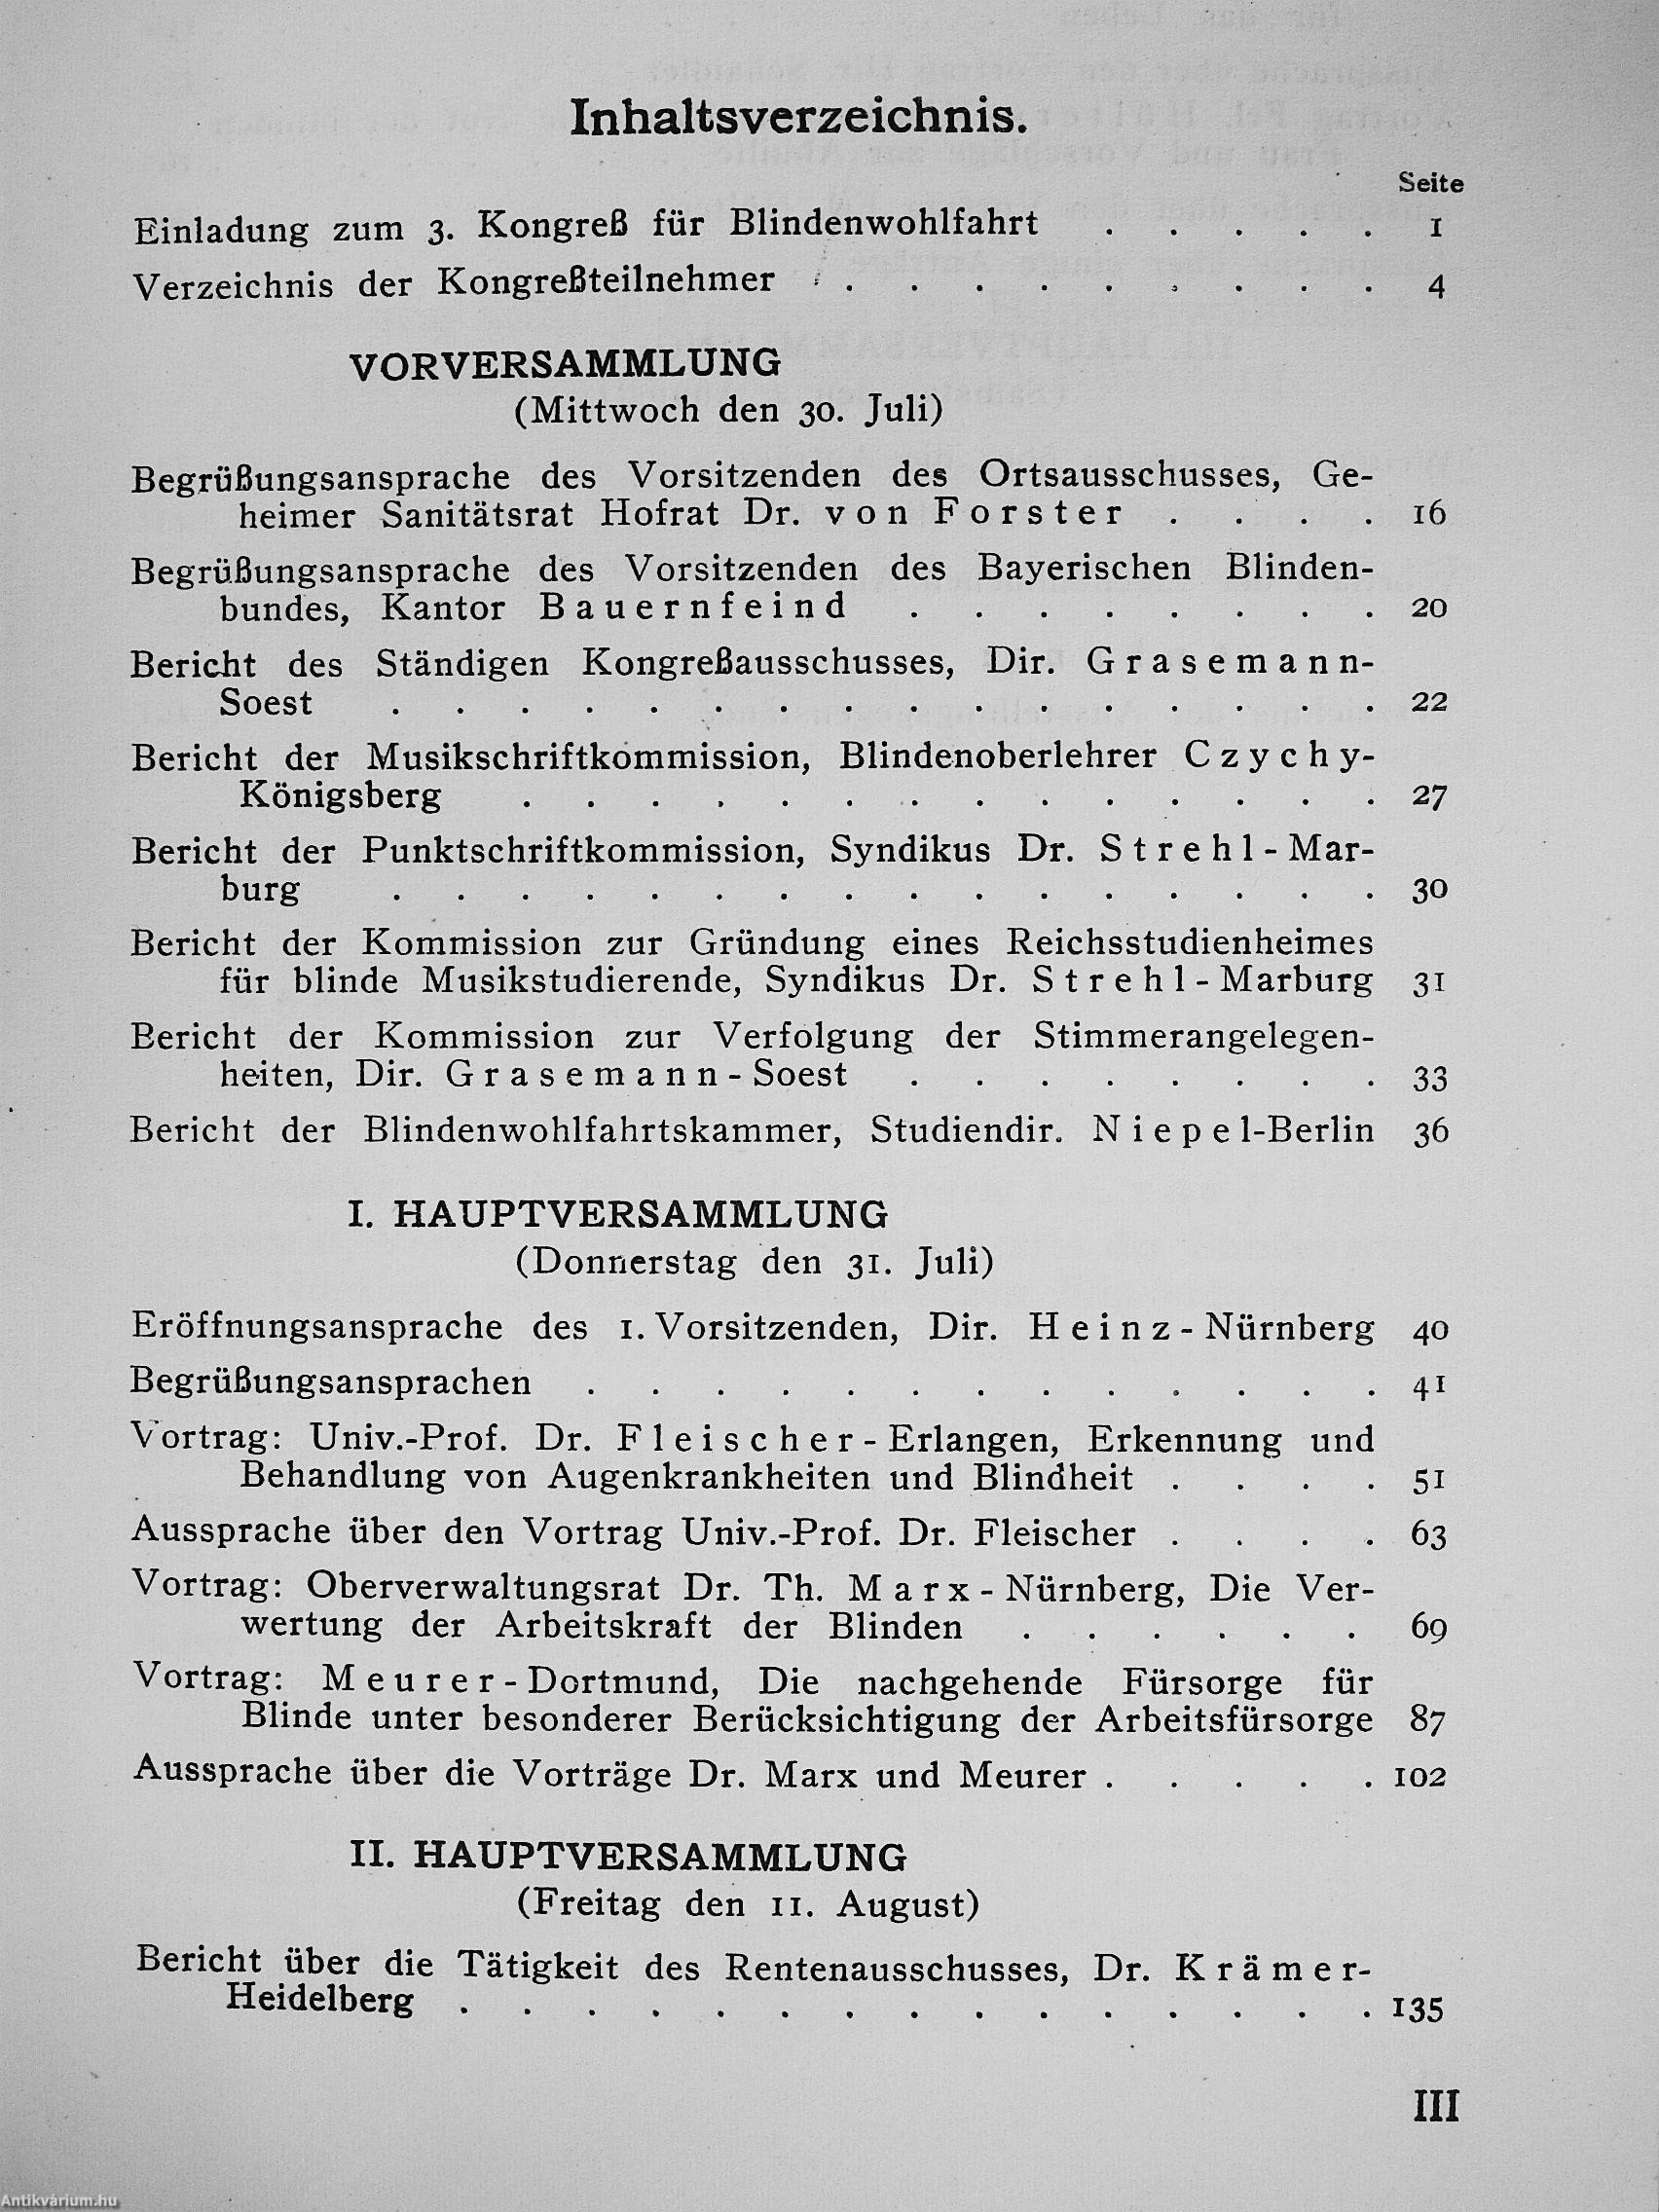 Inhaltsverzeichnis.
Seite
Einladung zum 3. Kongreß für Blindenwohlfahrt . . . . . 1
Verzeichnis der Kongreßteilnehmer . . . . . . . . . 4
VORVERSAMMLUNG
(Mittwoch den 30. Juli)
Begrüßungsansprache des Vorsitzenden des Ortsausschusses, Ge-
heimer Sanitätsrat Hofrat Dr. von Forster . . . . 16
Begrüßungsansprache des Vorsitzenden des Bayerischen Blinden-
bundes, Kantor Bauernfeind . . . . . . . . 20
Bericht des Ständigen Kongreßausschusses, Dir. Grasemann-
Soest . . . . . . . . . . . . . . . . 22
Bericht der Musikschriftkommission, Blindenoberlehrer Czychy-
Königsberg . . . . . . . . . . . . . . 27
Bericht der Punktschriftkommission, Syndikus Dr. Strehl-Mar-
burg . . . . . . . . . . . . . . . . 30
Bericht der Kommission zur Gründung eines Reichsstudienheimes
für blinde Musikstudierende, Syndikus Dr. Strehl-Marburg 31
Bericht der Kommission zur Verfolgung der Stimmerangelegen-
heiten, Dir. Grasemann-Soest . . . . . . . . 33
Bericht der Blindenwohlfahrtskammer, Studiendir. Niepel-Berlin 36
I. HAUPTVERSAMMLUNG
(Donnerstag den 31. Juli)
Eröffnungsansprache des 1. Vorsitzenden, Dir. Heinz-Nürnberg 40
Begrüßungsansprachen . . . . . . . . . . . . . 41
Vortrag: Univ.-Prof. Dr. Fleischer-Erlangen, Erkennung und
Behandlung von Augenkrankheiten und Blindheit . . . . 51
Aussprache über den Vortrag Univ.-Prof. Dr. Fleischer . . . . 63
Vortrag: Oberverwaltungsrat Dr. Th. Marx-Nürnberg, Die Ver-
wertung der Arbeitskraft der Blinden . . . . . . 69
Vortrag: Meurer-Dortmund, Die nachgehende Fürsorge für
Blinde unter besonderer Berücksichtigung der Arbeitsfürsorge 87
Aussprache über die Vorträge Dr. Marx und Meurer . . . . . 102
II. HAUPTVERSAMMLUNG
(Freitag den 11. August)
Bericht über die Tätigkeit des Rentenausschusses, Dr. Krämer-
Heidelberg . . . . . . . . . . . . . . . 135
III
Antikvárium.hu